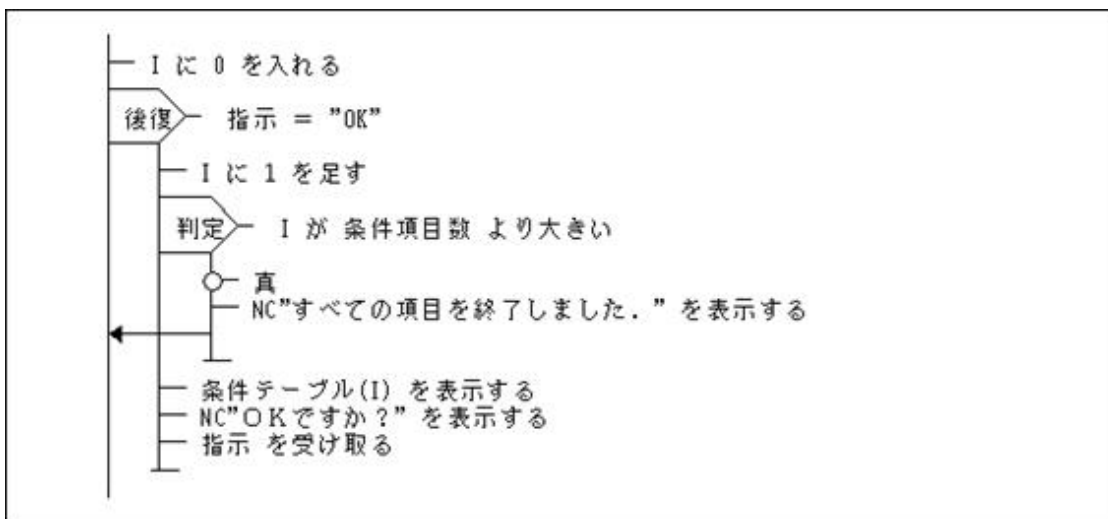 I に 0 を入れる
後復 指示 = ”OK”
I に 1 を足す
判定 I が 条件項目数 より大きい
真
NC”すべての項目を終了しました．” を表示する
条件テーブル(I) を表示する
NC”ＯＫですか？” を表示する
指示 を受け取る